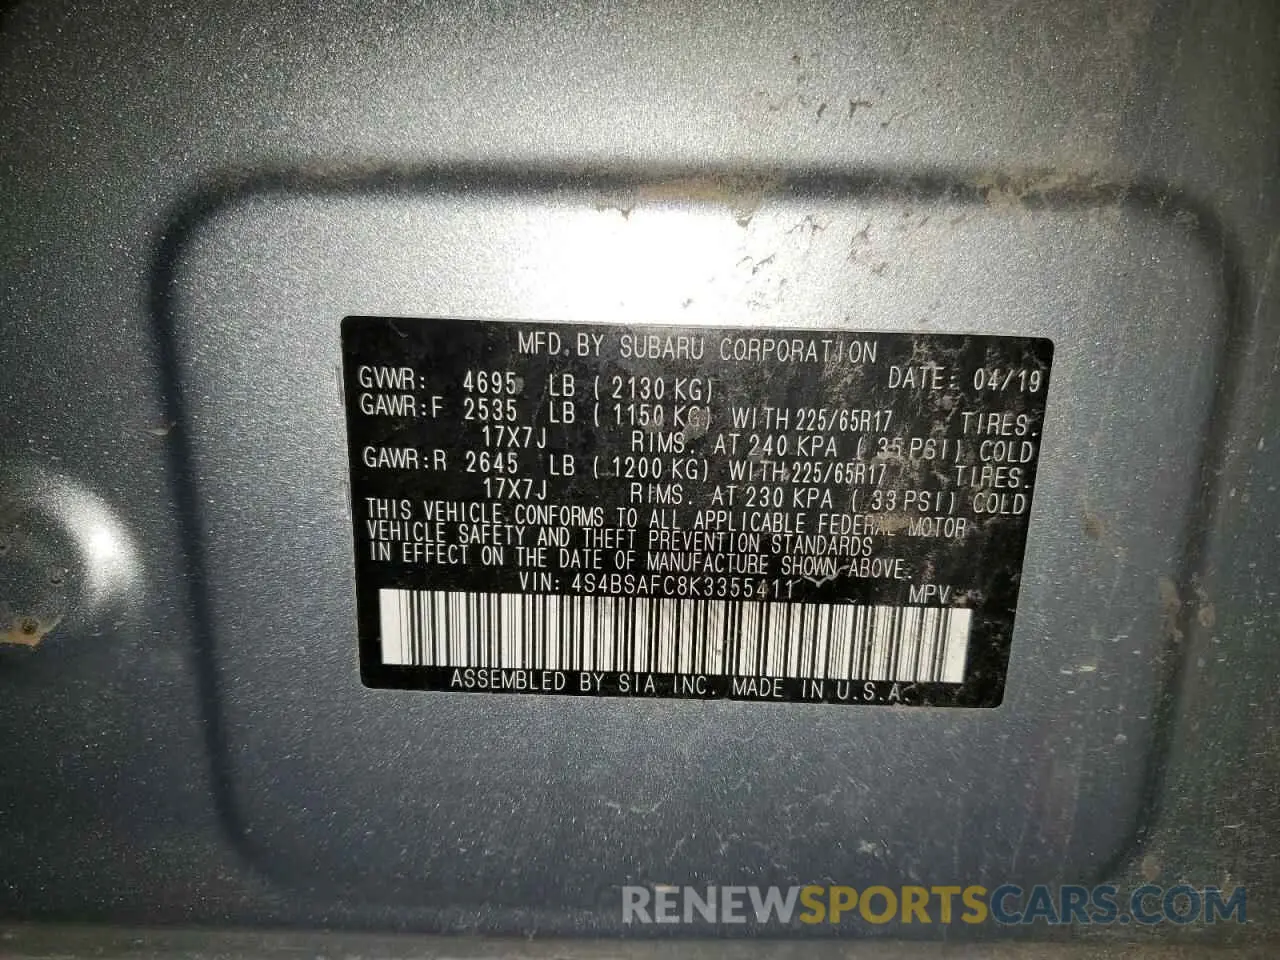 MFD. BY SUBARU CORPORATION
GVWR: 4695 LB ( 2130 KG) DATE: 04/19
GAWR:F 2535 LB ( 1150 KG) WITH 225/65R17 TIRES.
17X7J RIMS. AT 240 KPA ( 35 PSI) COLD
GAWR:R 2645 LB ( 1200 KG) WITH 225/65R17 TIRES.
17X7J RIMS. AT 230 KPA ( 33 PSI) COLD
THIS VEHICLE CONFORMS TO ALL APPLICABLE FEDERAL MOTOR
VEHICLE SAFETY AND THEFT PREVENTION STANDARDS
IN EFFECT ON THE DATE OF MANUFACTURE SHOWN ABOVE.
VIN: 4S4BSAFC8K3355411 MPV
ASSEMBLED BY SIA INC. MADE IN U.S.A.
RENEWSPORTSCARS.COM